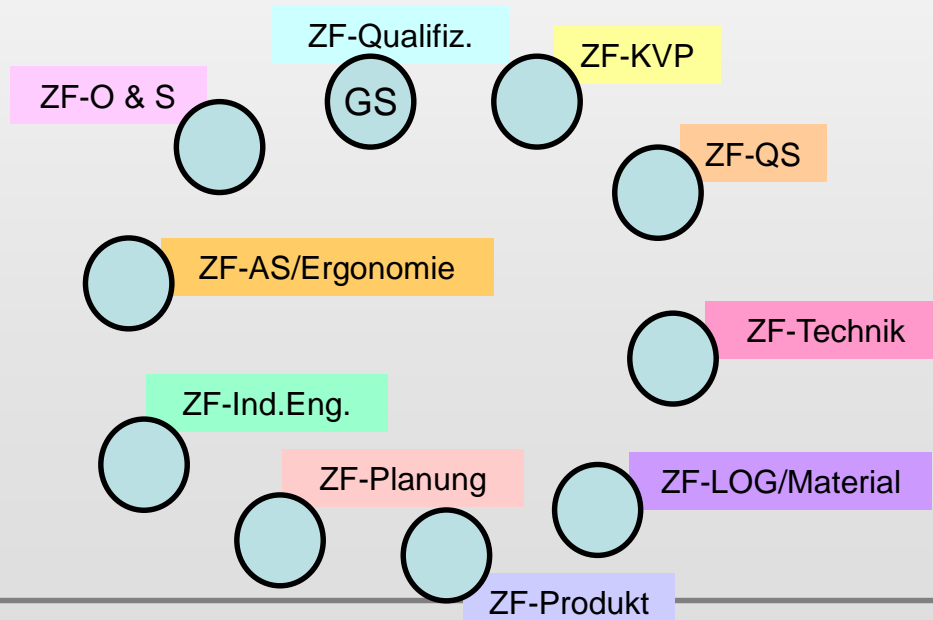 ZF-Qualifiz.
ZF-KVP
ZF-O & S
GS
ZF-QS
ZF-AS/Ergonomie
ZF-Technik
ZF-Ind.Eng.
ZF-Planung
ZF-LOG/Material
ZF-Produkt